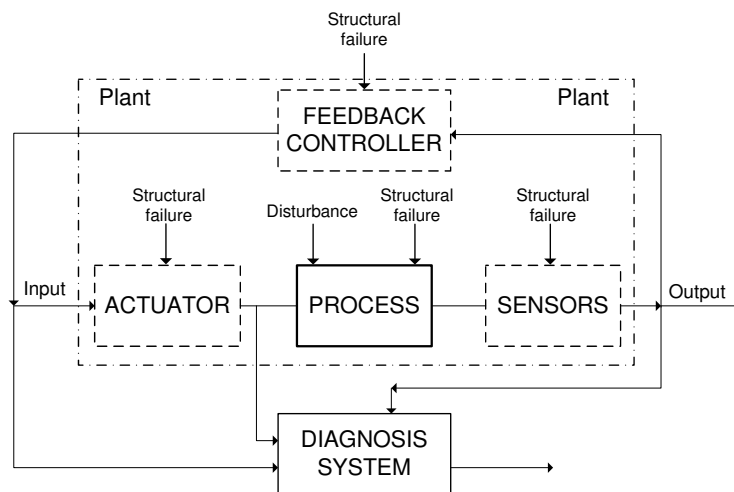 Structural
failure
Plant
Plant
FEEDBACK
CONTROLLER
Structural
failure
Disturbance
Structural
failure
Structural
failure
Input
ACTUATOR
PROCESS
SENSORS
Output
DIAGNOSIS
SYSTEM